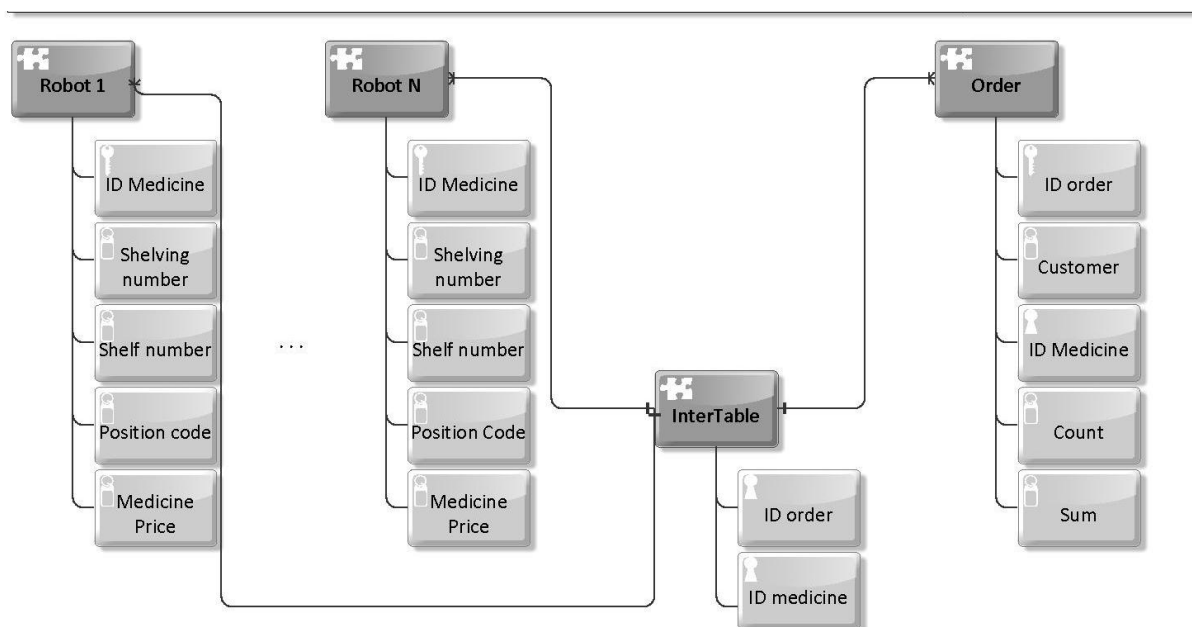 Robot 1
ID Medicine
Shelving
number
Shelf number
Position code
Medicine
Price
...
Robot N
ID Medicine
Shelving
number
Shelf number
Position Code
Medicine
Price
InterTable
ID order
ID medicine
Order
ID order
Customer
ID Medicine
Count
Sum